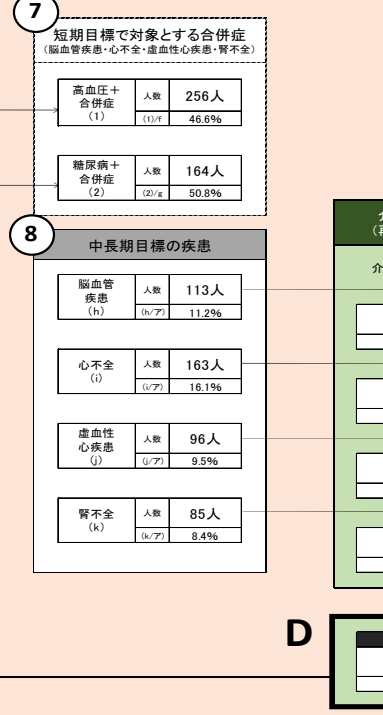 7
短期目標で対象とする合併症
（脳血管疾患・心不全・虚血性心疾患・腎不全）
高血圧＋
合併症
（1）
人数 256人
(1)/f 46.6%
糖尿病＋
合併症
（2）
人数 164人
(2)/g 50.8%
8
中長期目標の疾患
脳血管
疾患
（h）
人数 113人
(h/ア) 11.2%
心不全
（i）
人数 163人
(i/ア) 16.1%
虚血性
心疾患
（j）
人数 96人
(j/ア) 9.5%
腎不全
（k）
人数 85人
(k/ア) 8.4%
介
D